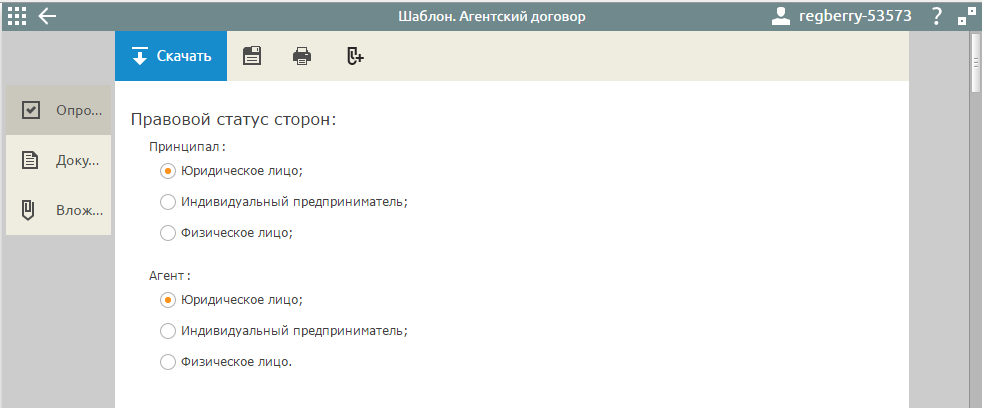 Шаблон. Агентский договор
regberry-53573 ?
Скачать
Опро...
Доку...
Влож...
Правовой статус сторон:
Принципал:
Юридическое лицо;
Индивидуальный предприниматель;
Физическое лицо;
Агент:
Юридическое лицо;
Индивидуальный предприниматель;
Физическое лицо.